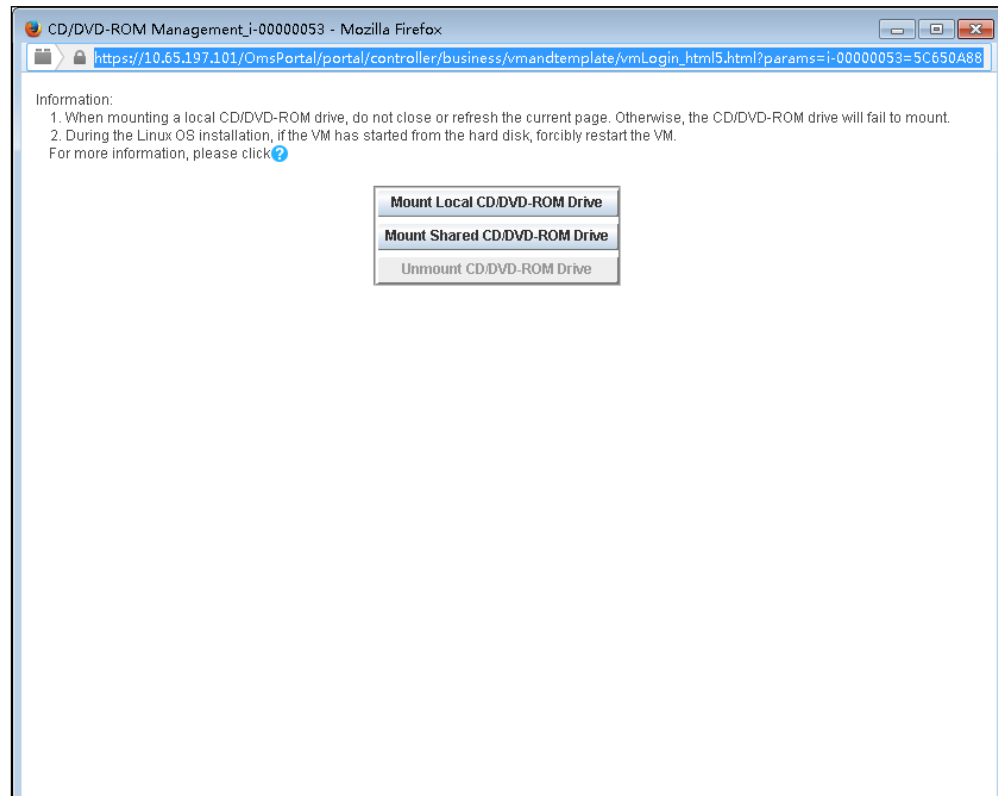 CD/DVD-ROM Management_i-00000053 - Mozilla Firefox
https://10.65.197.101/OmsPortal/portal/controller/business/vmandtemplate/vmLogin_html5.html?params=i-00000053=5C650A88
Information:
1. When mounting a local CD/DVD-ROM drive, do not close or refresh the current page. Otherwise, the CD/DVD-ROM drive will fail to mount.
2. During the Linux OS installation, if the VM has started from the hard disk, forcibly restart the VM.
For more information, please click?
Mount Local CD/DVD-ROM Drive
Mount Shared CD/DVD-ROM Drive
Unmount CD/DVD-ROM Drive